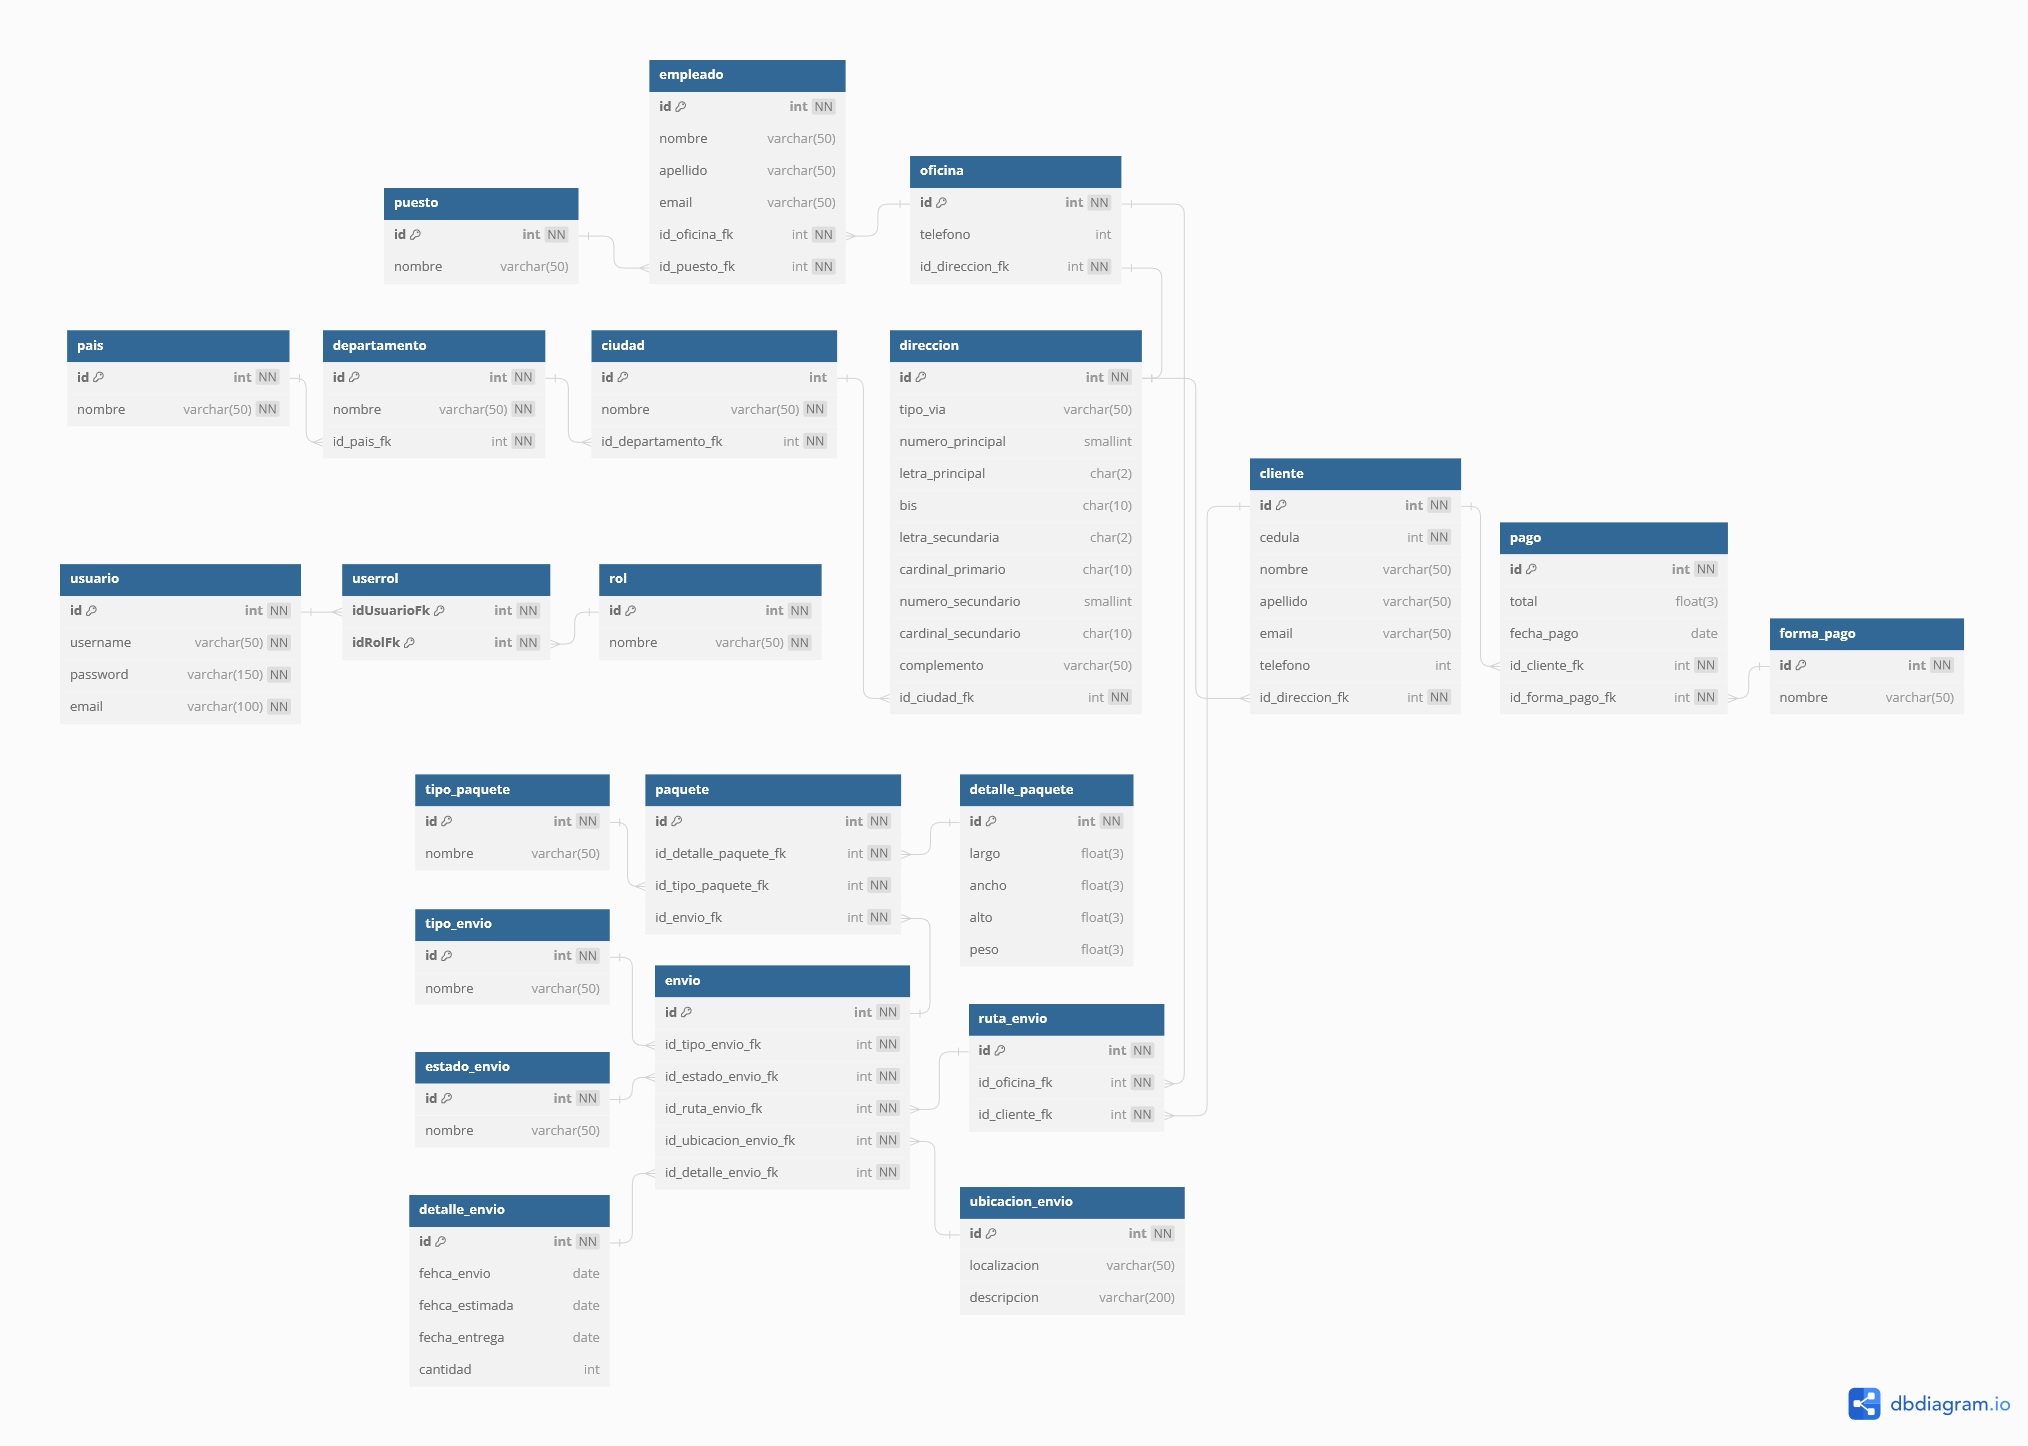 empleado
id int NN
nombre varchar(50)
apellido varchar(50)
email varchar(50)
id_oficina_fk int NN
id_puesto_fk int NN
oficina
id int NN
telefono int
id_direccion_fk int NN
puesto
id int NN
nombre varchar(50)
pais
id int NN
nombre varchar(50) NN
departamento
id int NN
nombre varchar(50) NN
id_pais_fk int NN
ciudad
id int
nombre varchar(50) NN
id_departamento_fk int NN
direccion
id int NN
tipo_via varchar(50)
numero_principal smallint
letra_principal char(2)
bis char(10)
letra_secundaria char(2)
cardinal_primario char(10)
numero_secundario smallint
cardinal_secundario char(10)
complemento varchar(50)
id_ciudad_fk int NN
cliente
id int NN
cedula int NN
nombre varchar(50)
apellido varchar(50)
email varchar(50)
telefono int
id_direccion_fk int NN
pago
id int NN
total float(3)
fecha_pago date
id_cliente_fk int NN
id_forma_pago_fk int NN
forma_pago
id int NN
nombre varchar(50)
usuario
id int NN
username varchar(50) NN
password varchar(150) NN
email varchar(100) NN
userrol
idUsuarioFk int NN
idRolFk int NN
rol
id int NN
nombre varchar(50) NN
tipo_paquete
id int NN
nombre varchar(50)
paquete
id int NN
id_detalle_paquete_fk int NN
id_tipo_paquete_fk int NN
id_envio_fk int NN
detalle_paquete
id int NN
largo float(3)
ancho float(3)
alto float(3)
peso float(3)
tipo_envio
id int NN
nombre varchar(50)
envio
id int NN
id_tipo_envio_fk int NN
id_estado_envio_fk int NN
id_ruta_envio_fk int NN
id_ubicacion_envio_fk int NN
id_detalle_envio_fk int NN
ruta_envio
id int NN
id_oficina_fk int NN
id_cliente_fk int NN
estado_envio
id int NN
nombre varchar(50)
detalle_envio
id int NN
fehca_envio date
fehca_estimada date
fecha_entrega date
cantidad int
ubicacion_envio
id int NN
localizacion varchar(50)
descripcion varchar(200)
dbdiagram.io